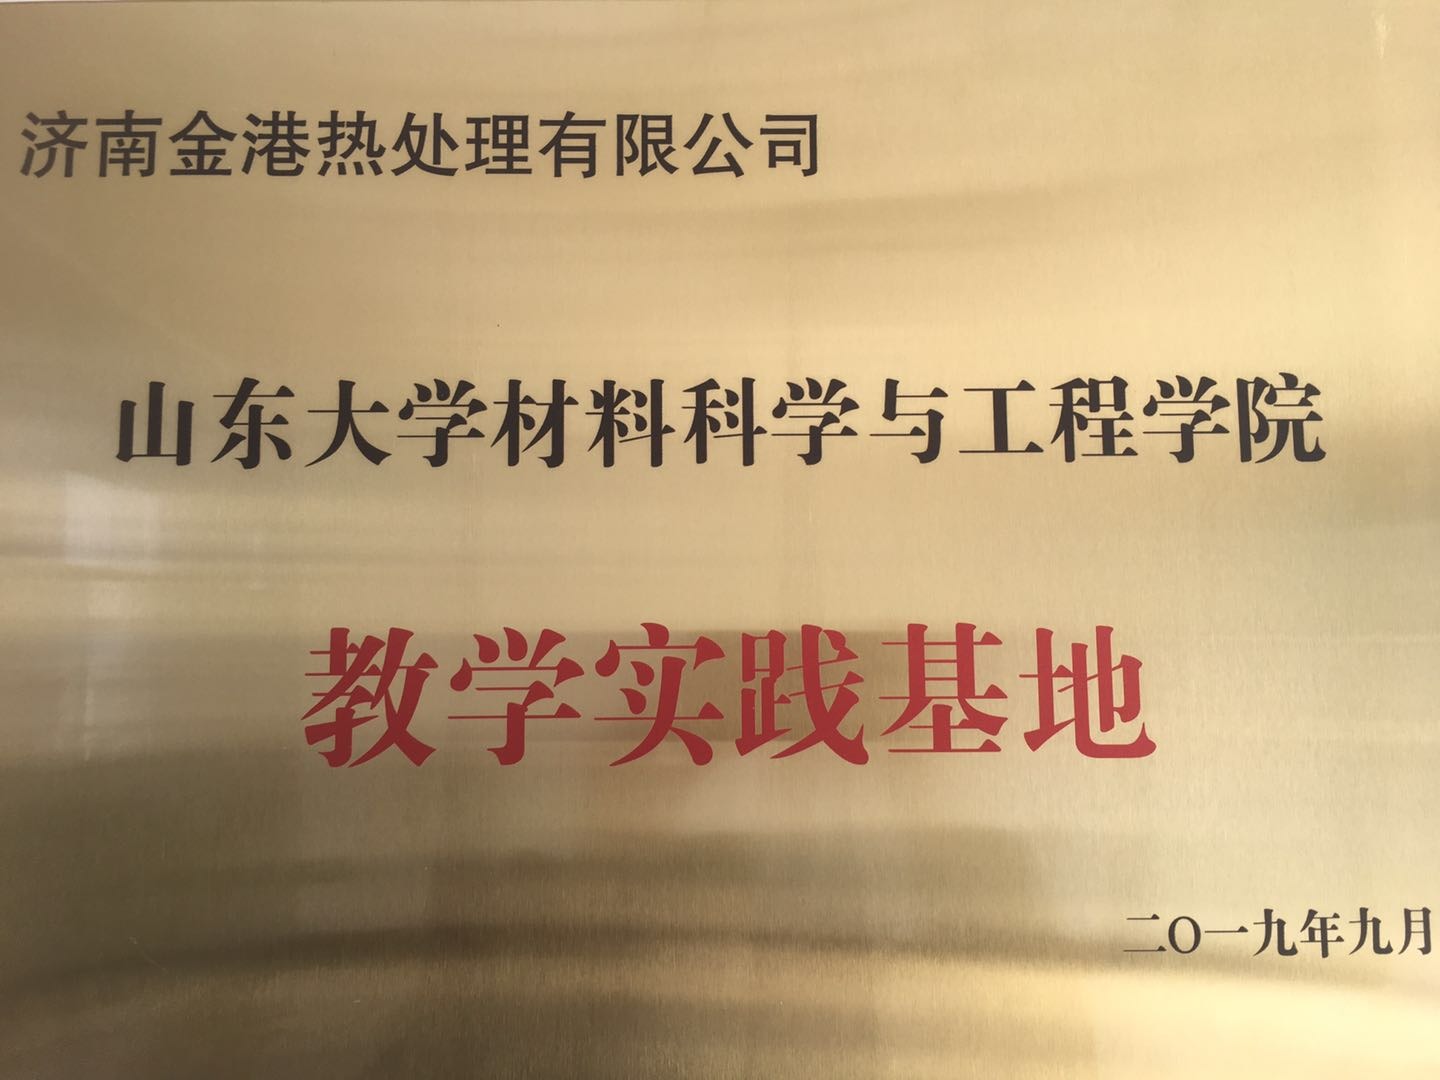 济南金港热处理有限公司
山东大学材料科学与工程学院
教学实践基地
二〇一九年九月